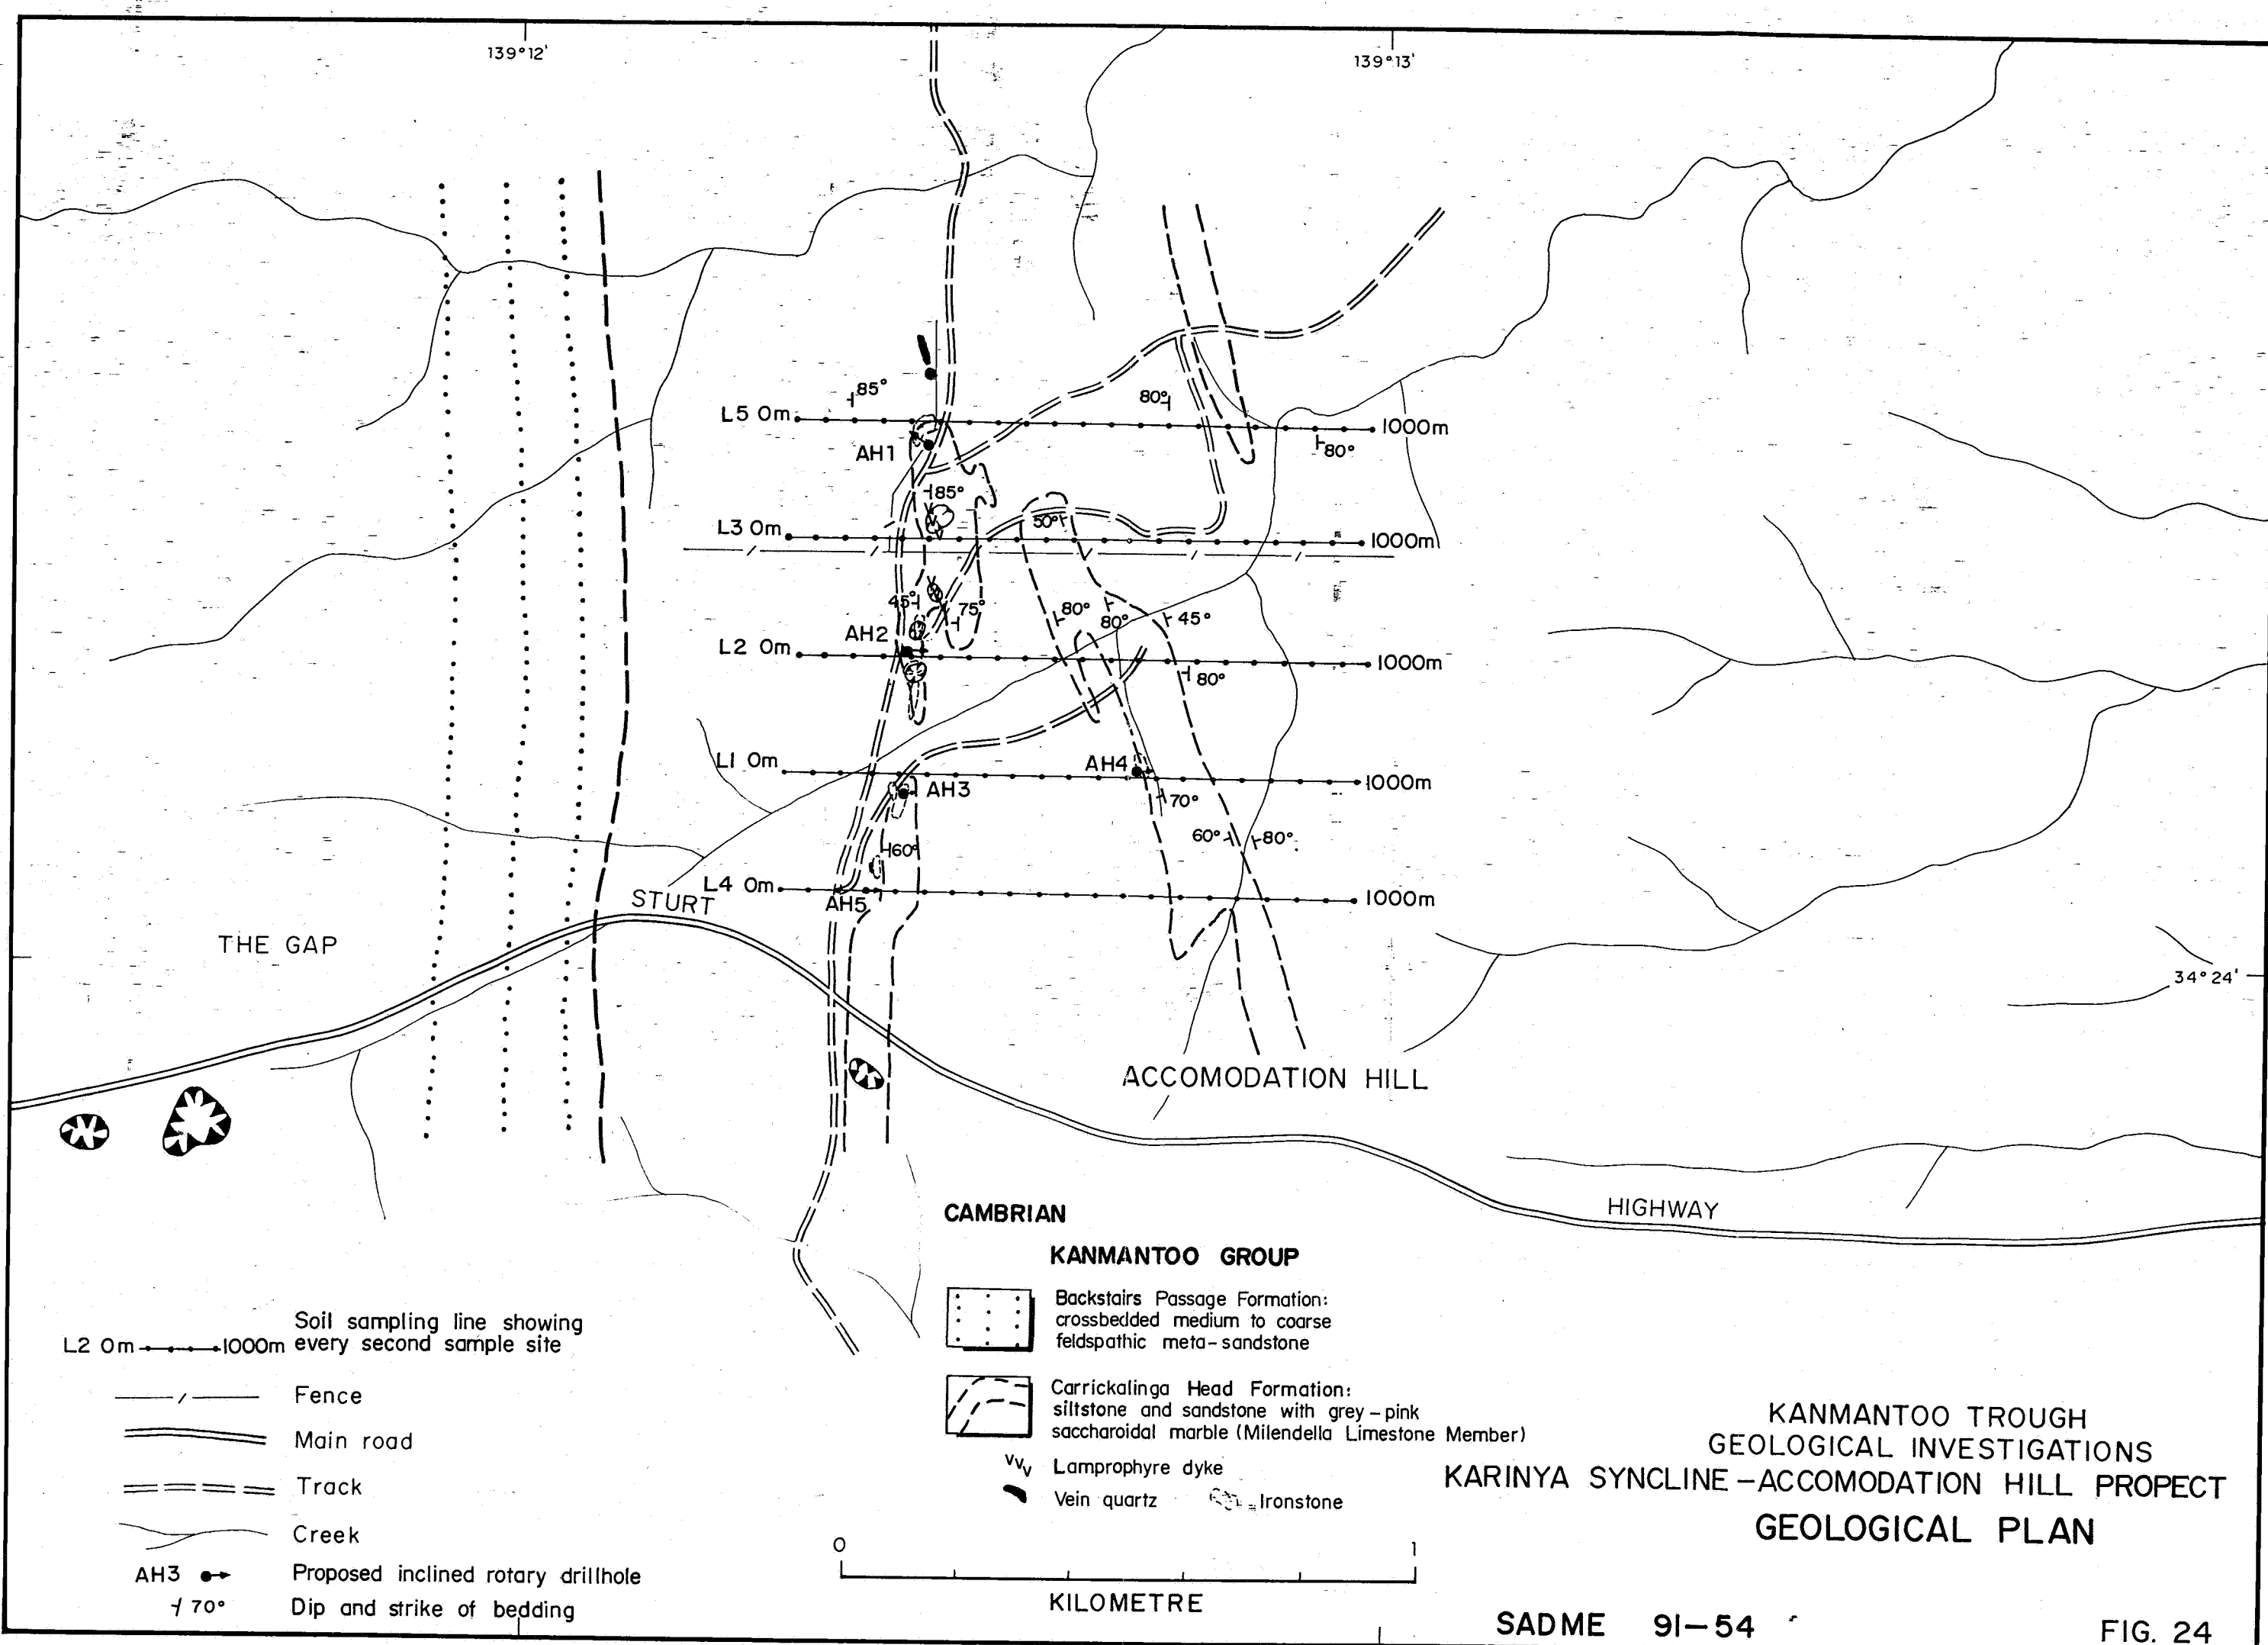 139°12'
139°13'
85°
80°
L5 0m
1000m
80°
AH1
85°
50°
L3 0m
1000m
45°
75°
80°
80°
45°
AH2
L2 0m
1000m
80°
L1 0m
AH4
1000m
AH3
70°
60°
80°
60°
L4 0m
1000m
AH5
STURT
THE GAP
34°24'
ACCOMODATION HILL
HIGHWAY
CAMBRIAN
KANMANTOO GROUP
Backstairs Passage Formation:
crossbedded medium to coarse
feldspathic meta-sandstone
Carrickalinga Head Formation:
siltstone and sandstone with grey-pink
saccharoidal marble (Milendella Limestone Member)
VVV Lamprophyre dyke
Vein quartz
Ironstone
Soil sampling line showing
L2 0m 1000m every second sample site
Fence
Main road
Track
Creek
AH3 Proposed inclined rotary drillhole
70° Dip and strike of bedding
0 1
KILOMETRE
KANMANTOO TROUGH
GEOLOGICAL INVESTIGATIONS
KARINYA SYNCLINE-ACCOMODATION HILL PROPECT
GEOLOGICAL PLAN
SADME 91-54
FIG. 24